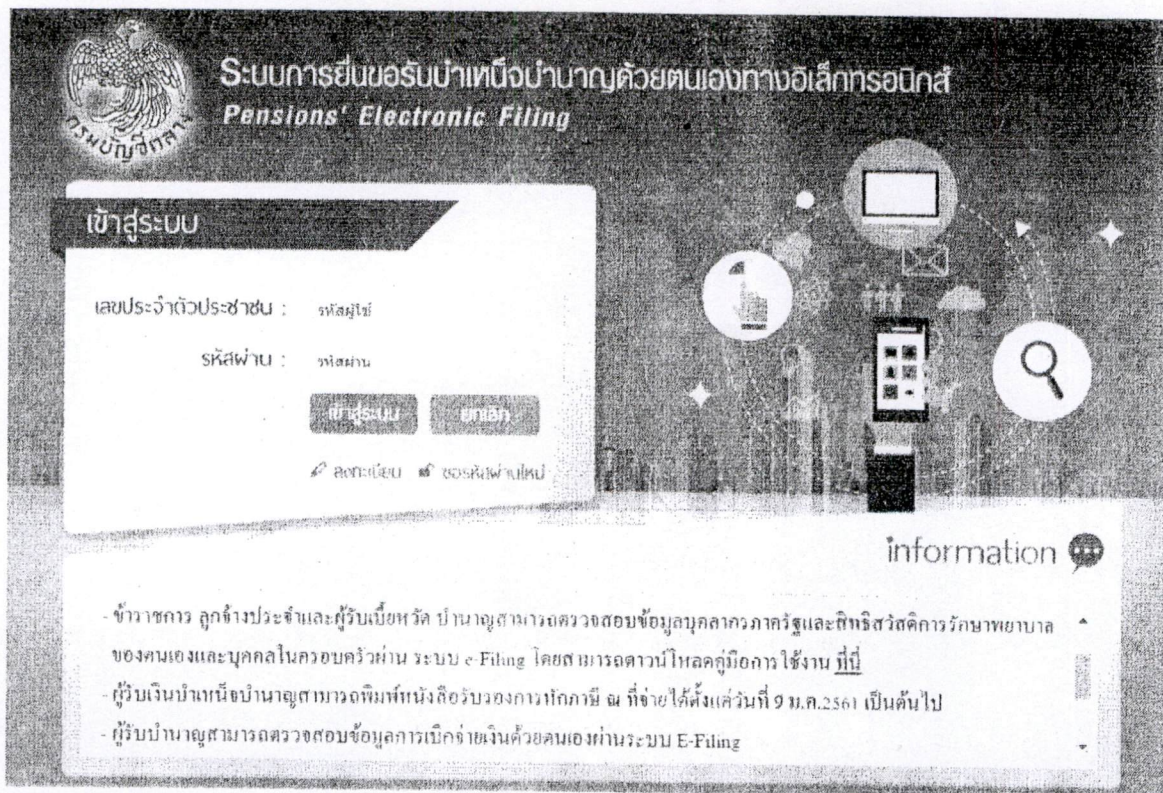 กรมบัญชีกลาง
ระบบการยื่นขอรับบำเหน็จบำนาญด้วยตนเองทางอิเล็กทรอนิกส์
Pensions' Electronic Filing
เข้าสู่ระบบ
เลขประจำตัวประชาชน : รหัสผู้ใช้
รหัสผ่าน : รหัสผ่าน
เข้าสู่ระบบ ยกเลิก
ลงทะเบียน ขอรหัสผ่านใหม่
information
- ข้าราชการ ลูกจ้างประจำและผู้รับเบี้ยหวัด บำนาญสามารถตรวจสอบข้อมูลบุคลากรภาครัฐและสิทธิสวัสดิการรักษาพยาบาล
ของตนเองและบุคคลในครอบครัวผ่าน ระบบ e-Filing โดยสามารถดาวน์โหลดคู่มือการใช้งาน ที่นี่
- ผู้รับเงินบำเหน็จบำนาญสามารถพิมพ์หนังสือรับรองการหักภาษี ณ ที่จ่ายได้ตั้งแต่วันที่ 9 ม.ค.2561 เป็นต้นไป
- ผู้รับบำนาญสามารถตรวจสอบข้อมูลการเบิกจ่ายเงินด้วยตนเองผ่านระบบ E-Filing